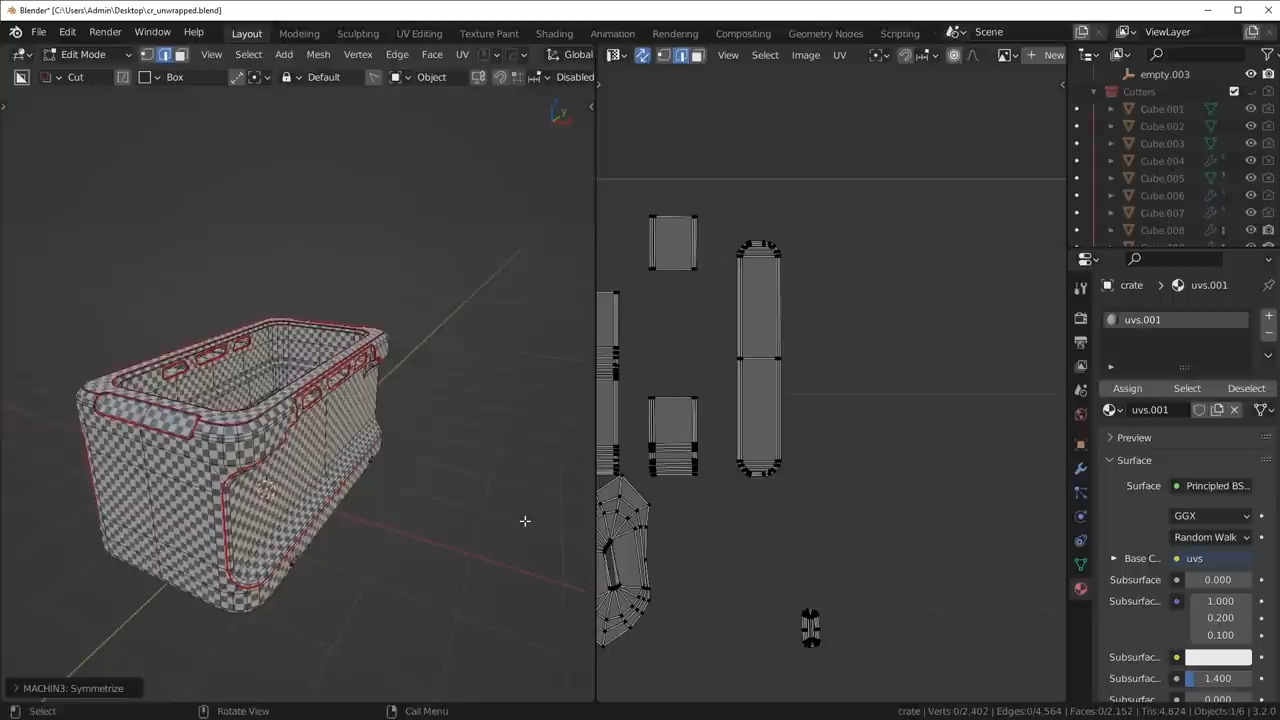 Blender* [C:\Users\Admin\Desktop\cr_unwrapped.blend]
File Edit Render Window Help Layout Modeling Sculpting UV Editing Texture Paint Shading Animation Rendering Compositing Geometry Nodes Scripting Scene ViewLayer
Edit Mode View Select Add Mesh Vertex Edge Face UV Global View Select Image UV New
Cut Box Default Object Disabled
empty.003
Cutters
Cube.001
Cube.002
Cube.003
Cube.004
Cube.005
Cube.006
Cube.007
Cube.008
crate > uvs.001
uvs.001
Assign Select Deselect
uvs.001
Preview
Surface
Surface Principled BS...
GGX
Random Walk
Base C... uvs
Subsurface 0.000
Subsurfac... 1.000
0.200
0.100
Subsurfac...
Subsurfac... 1.400
MACHIN3: Symmetrize
Select Rotate View Call Menu crate | Verts:0/2,402 | Edges:0/4,564 | Faces:0/2,152 | Tris:4,824 | Objects:1/6 | 3.2.0